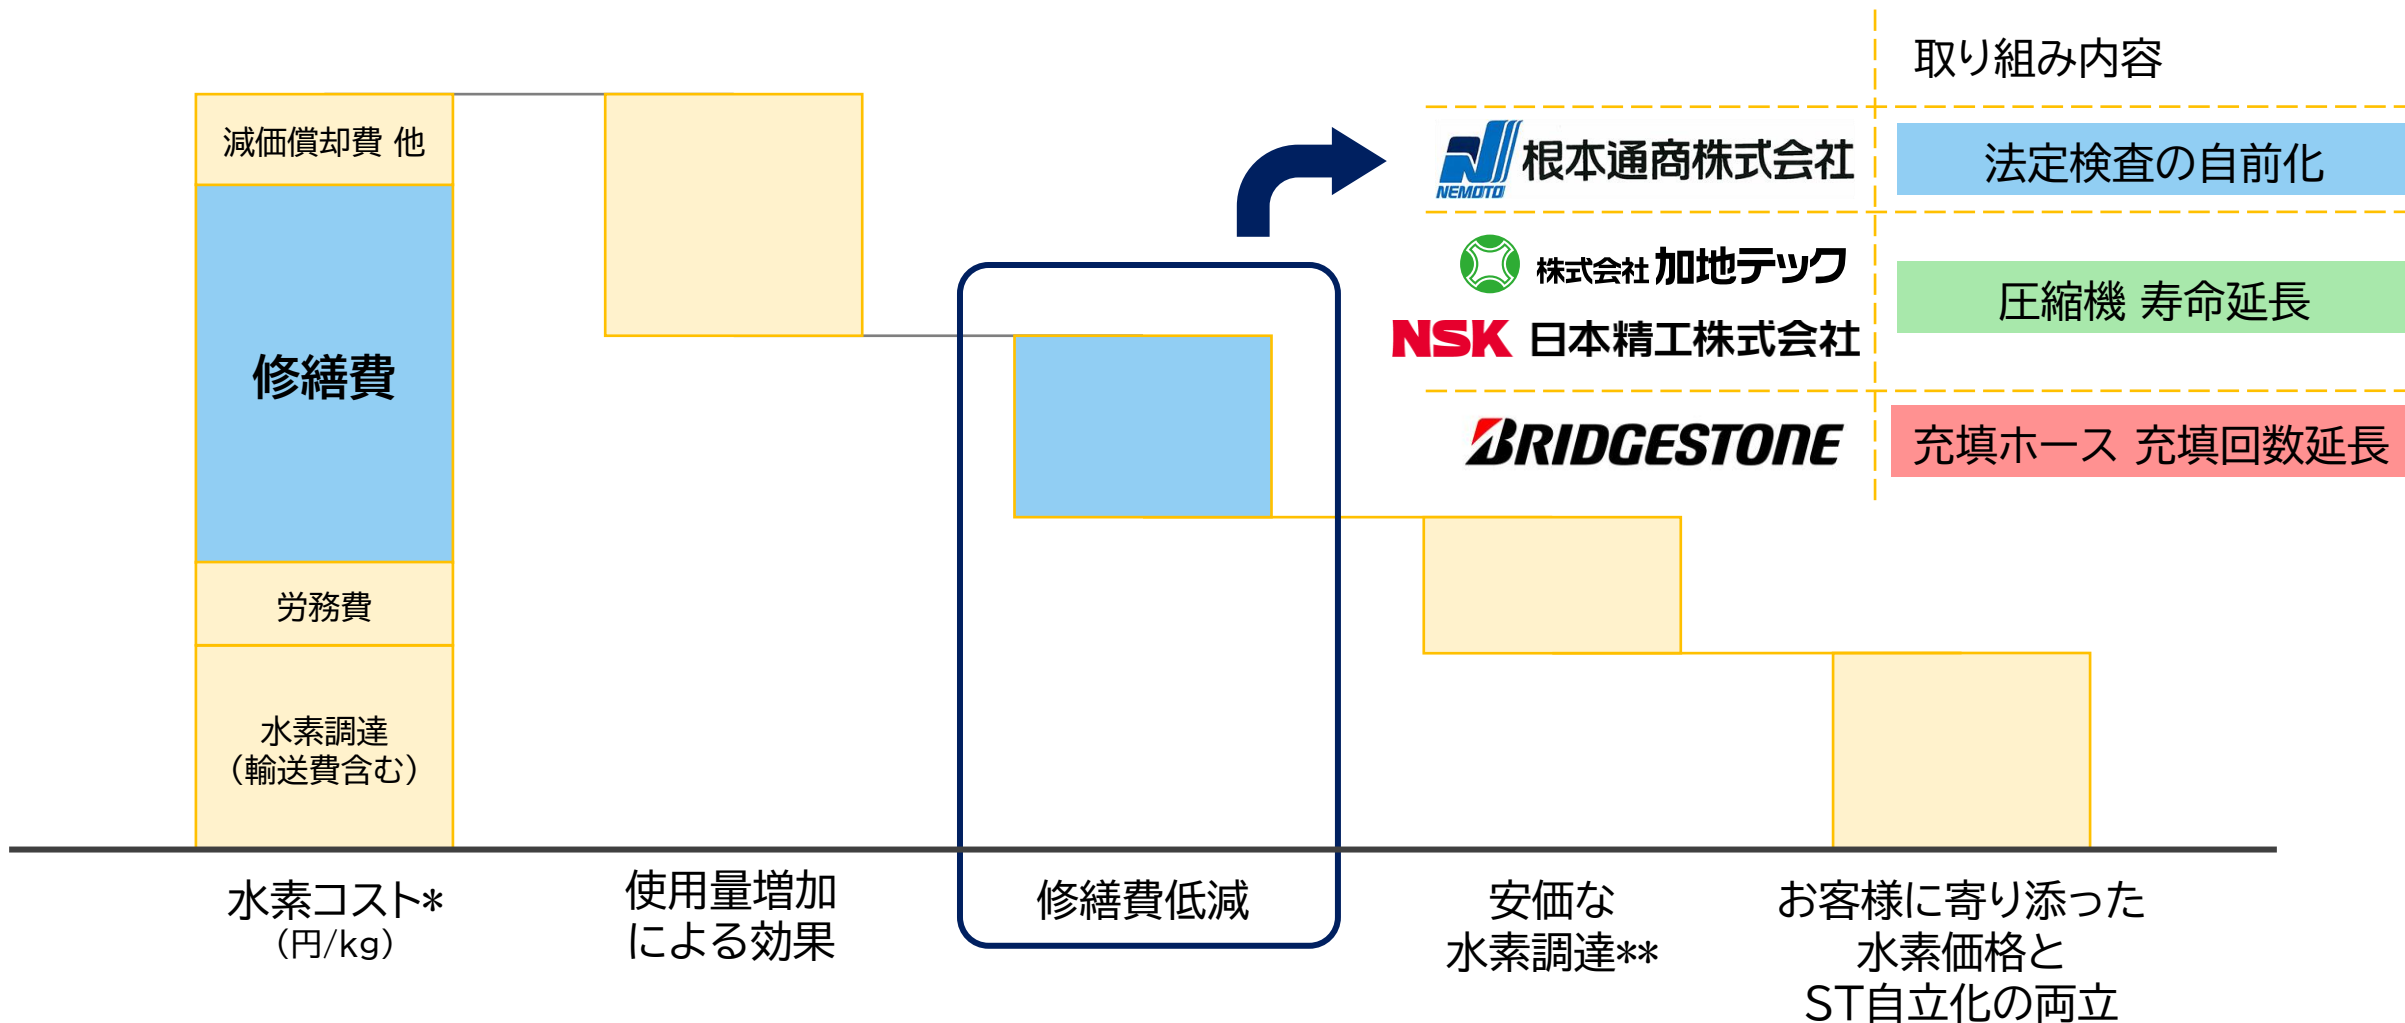 取り組み内容
NEMOTO
根本通商株式会社
法定検査の自前化
株式会社 加地テック
圧縮機 寿命延長
NSK 日本精工株式会社
BRIDGESTONE
充填ホース 充填回数延長
減価償却費 他
修繕費
労務費
水素調達
（輸送費含む）
水素コスト*
（円/kg）
使用量増加
による効果
修繕費低減
安価な
水素調達**
お客様に寄り添った
水素価格と
ST自立化の両立